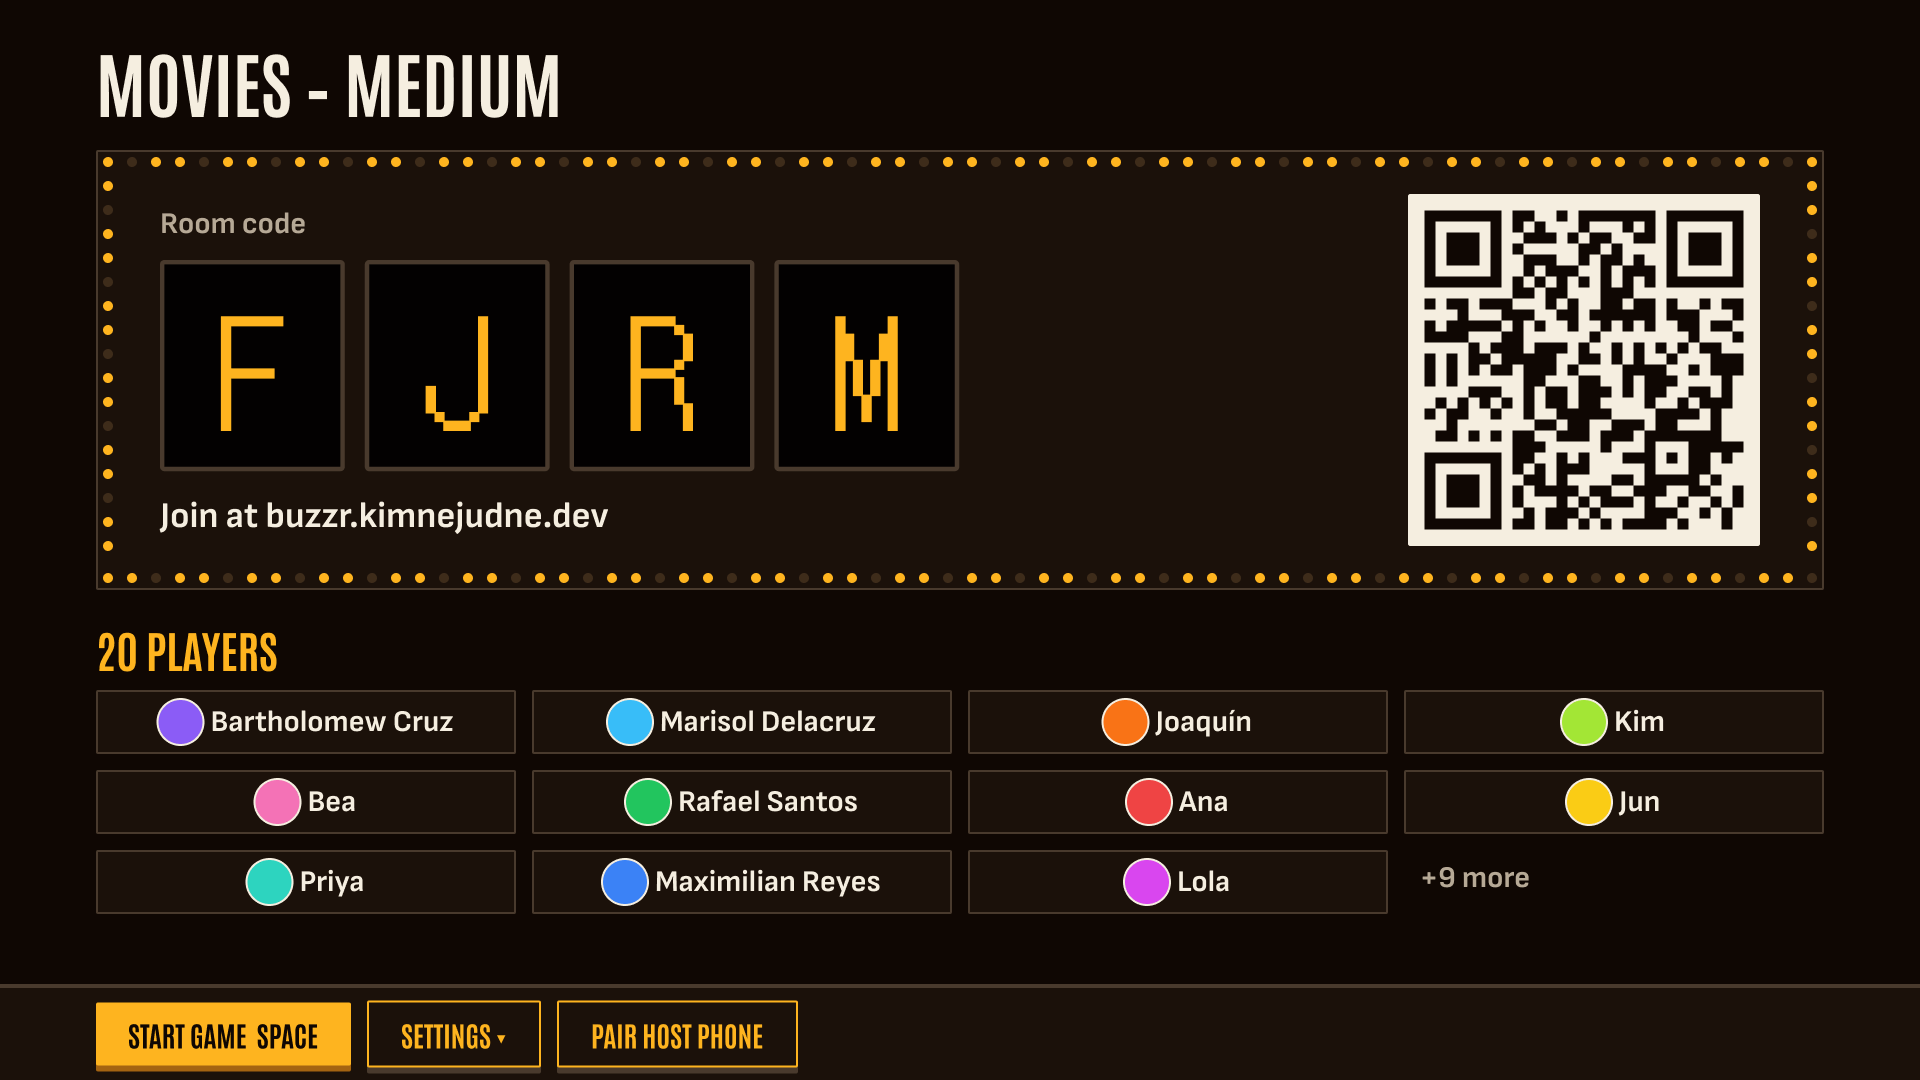 MOVIES - MEDIUM
Room code
F J R M
Join at buzzr.kimnejudne.dev
20 PLAYERS
Bartholomew Cruz
Marisol Delacruz
Joaquín
Kim
Bea
Rafael Santos
Ana
Jun
Priya
Maximilian Reyes
Lola
+9 more
START GAME SPACE
SETTINGS ▾
PAIR HOST PHONE